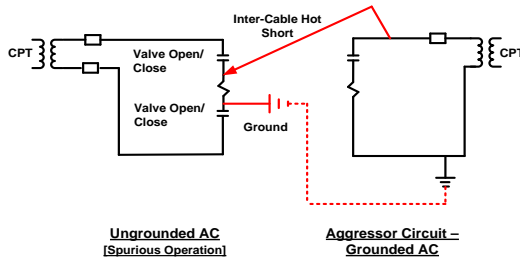 Inter-Cable Hot
Short
CPT
Valve Open/
Close
CPT
Valve Open/
Close
Ground
Ungrounded AC
[Spurious Operation]
Aggressor Circuit –
Grounded AC